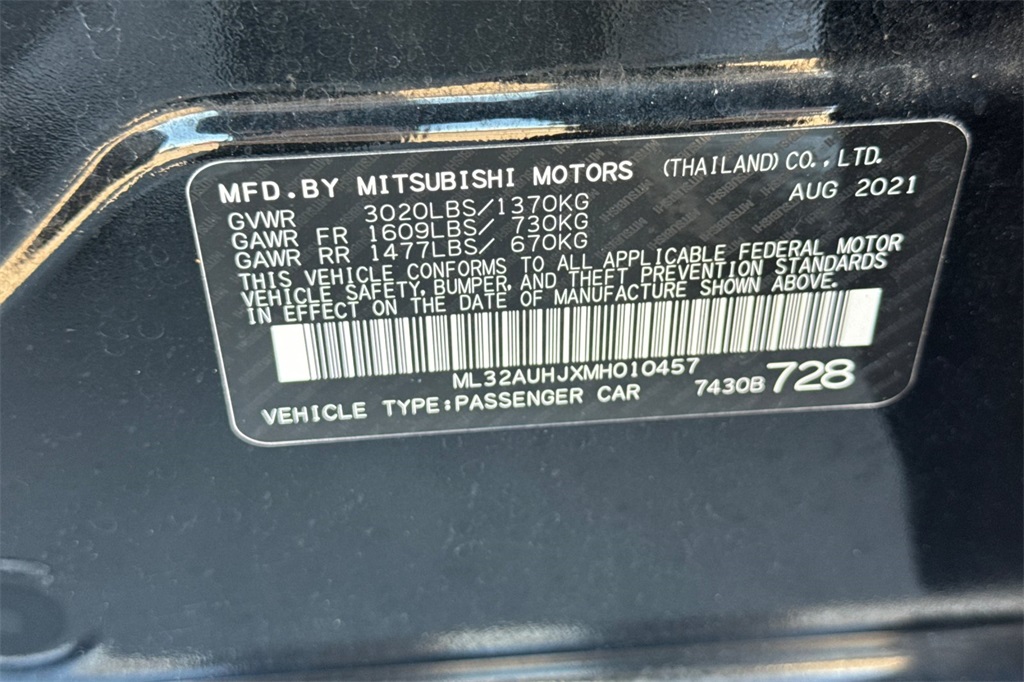 MFD.BY MITSUBISHI MOTORS (THAILAND) CO.,LTD.
AUG 2021
GVWR 3020LBS/1370KG
GAWR FR 1609LBS/ 730KG
GAWR RR 1477LBS/ 670KG
THIS VEHICLE CONFORMS TO ALL APPLICABLE FEDERAL MOTOR
VEHICLE SAFETY, BUMPER, AND THEFT PREVENTION STANDARDS
IN EFFECT ON THE DATE OF MANUFACTURE SHOWN ABOVE.
ML32AUHJXMH010457
VEHICLE TYPE:PASSENGER CAR 7430B 728